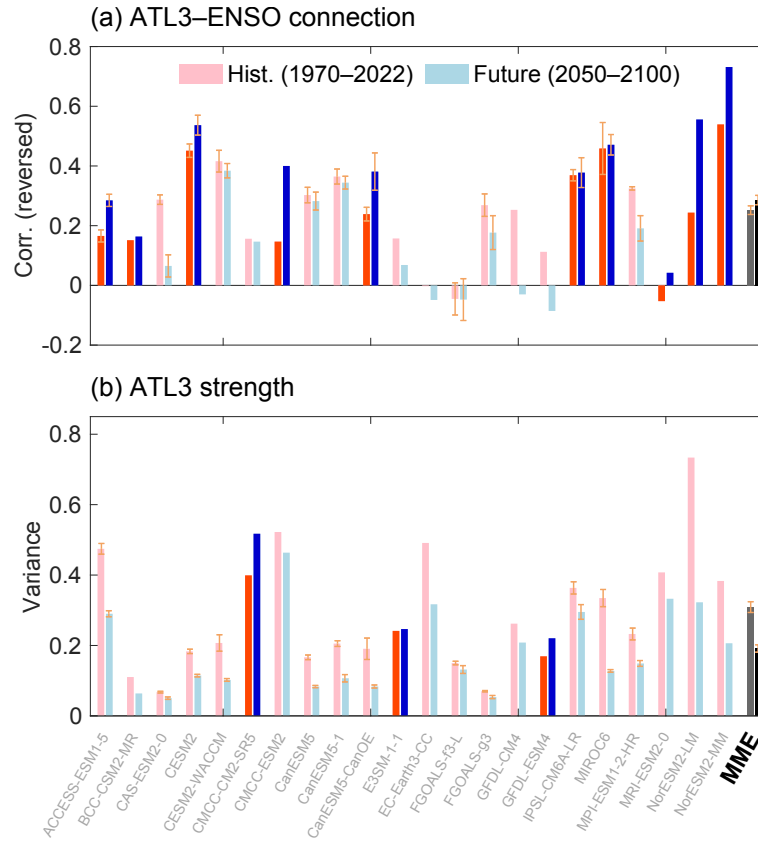 (a) ATL3–ENSO connection
Hist. (1970–2022) Future (2050–2100)
0.8
0.6
0.4
0.2
0
-0.2
Corr. (reversed)
(b) ATL3 strength
0.8
0.6
0.4
0.2
0
Variance
ACCESS-ESM1-5
BCC-CSM2-MR
CAS-ESM2-0
CESM2
CESM2-WACCM
CMCC-CM2-SR5
CMCC-ESM2
CanESM5
CanESM5-1
CanESM5-CanOE
E3SM-1-1
EC-Earth3-CC
FGOALS-f3-L
FGOALS-g3
GFDL-CM4
GFDL-ESM4
IPSL-CM6A-LR
MIROC6
MPI-ESM1-2-HR
MRI-ESM2-0
NorESM2-LM
NorESM2-MM
MME